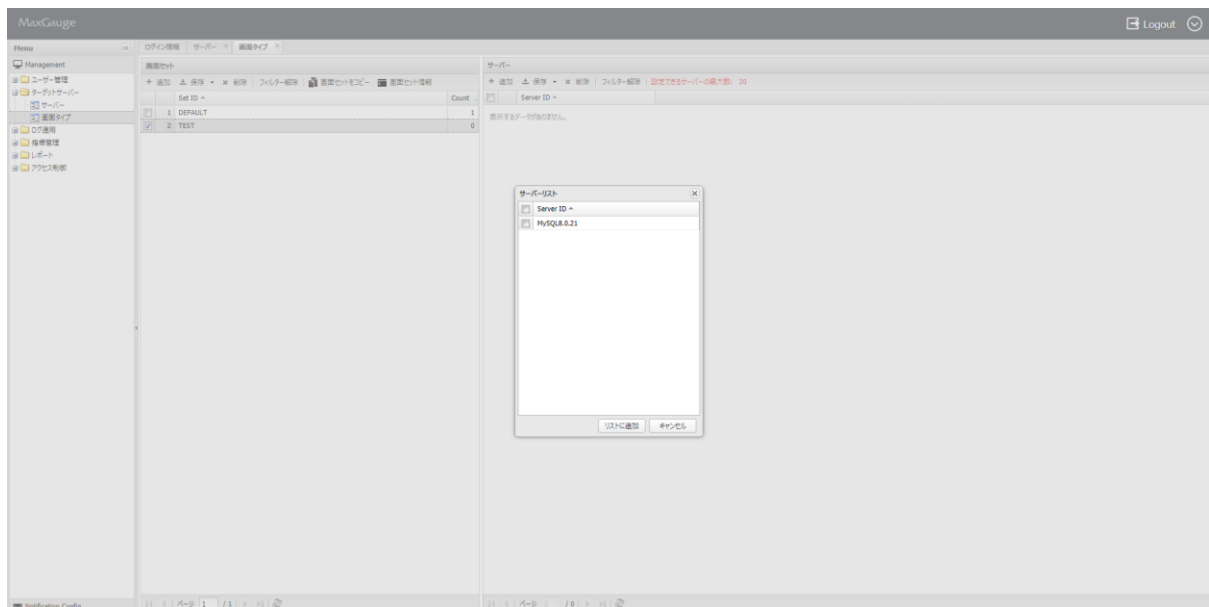 MaxGauge
Logout
Menu
ログイン情報 サーバー 画面タイプ
Management
ユーザー管理
ターゲットサーバー
サーバー
画面タイプ
ログ運用
指標管理
レポート
アクセス制御
Notification Config
画面セット
+ 追加 保存 × 削除 フィルター解除 画面セットをコピー 画面セット情報
Set ID Count
1 DEFAULT 1
2 TEST 0
ページ 1 / 1
サーバー
+ 追加 保存 × 削除 フィルター解除 設定できるサーバーの最大数: 20
Server ID
表示するデータがありません。
サーバーリスト
Server ID
MySQL8.0.21
リストに追加 キャンセル
ページ / 0